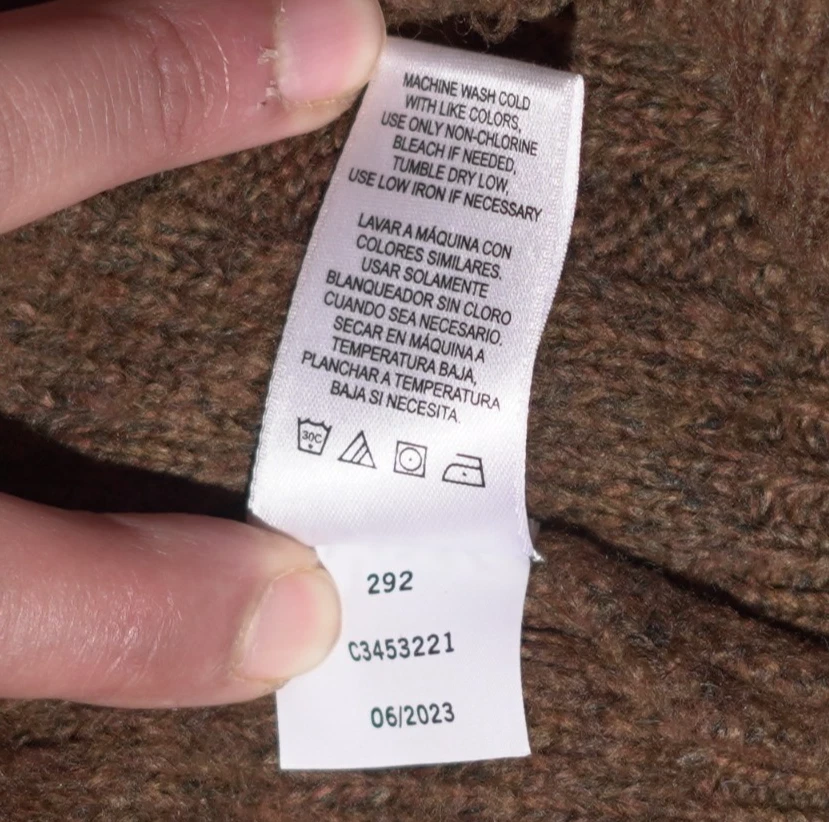 MACHINE WASH COLD
WITH LIKE COLORS,
USE ONLY NON-CHLORINE
BLEACH IF NEEDED,
TUMBLE DRY LOW,
USE LOW IRON IF NECESSARY
LAVAR A MÁQUINA CON
COLORES SIMILARES.
USAR SOLAMENTE
BLANQUEADOR SIN CLORO
CUANDO SEA NECESARIO.
SECAR EN MÁQUINA A
TEMPERATURA BAJA,
PLANCHAR A TEMPERATURA
BAJA SI NECESITA.
30C
292
C3453221
06/2023